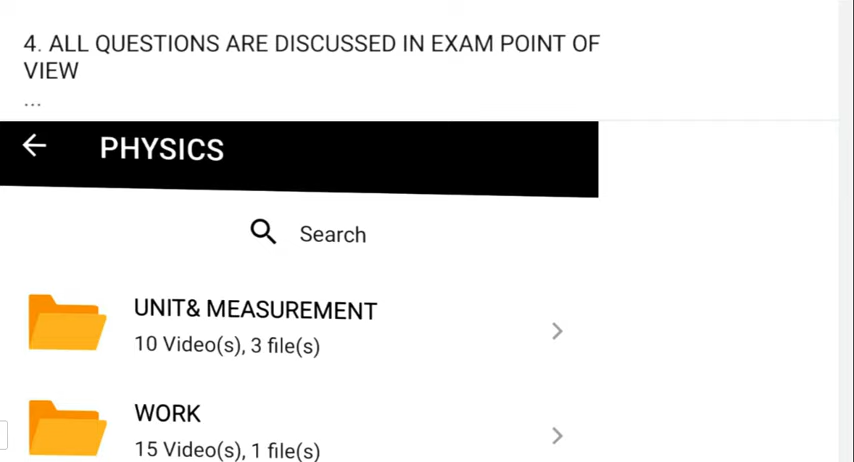 4. ALL QUESTIONS ARE DISCUSSED IN EXAM POINT OF
VIEW
...
PHYSICS
Search
UNIT& MEASUREMENT
10 Video(s), 3 file(s)
WORK
15 Video(s), 1 file(s)